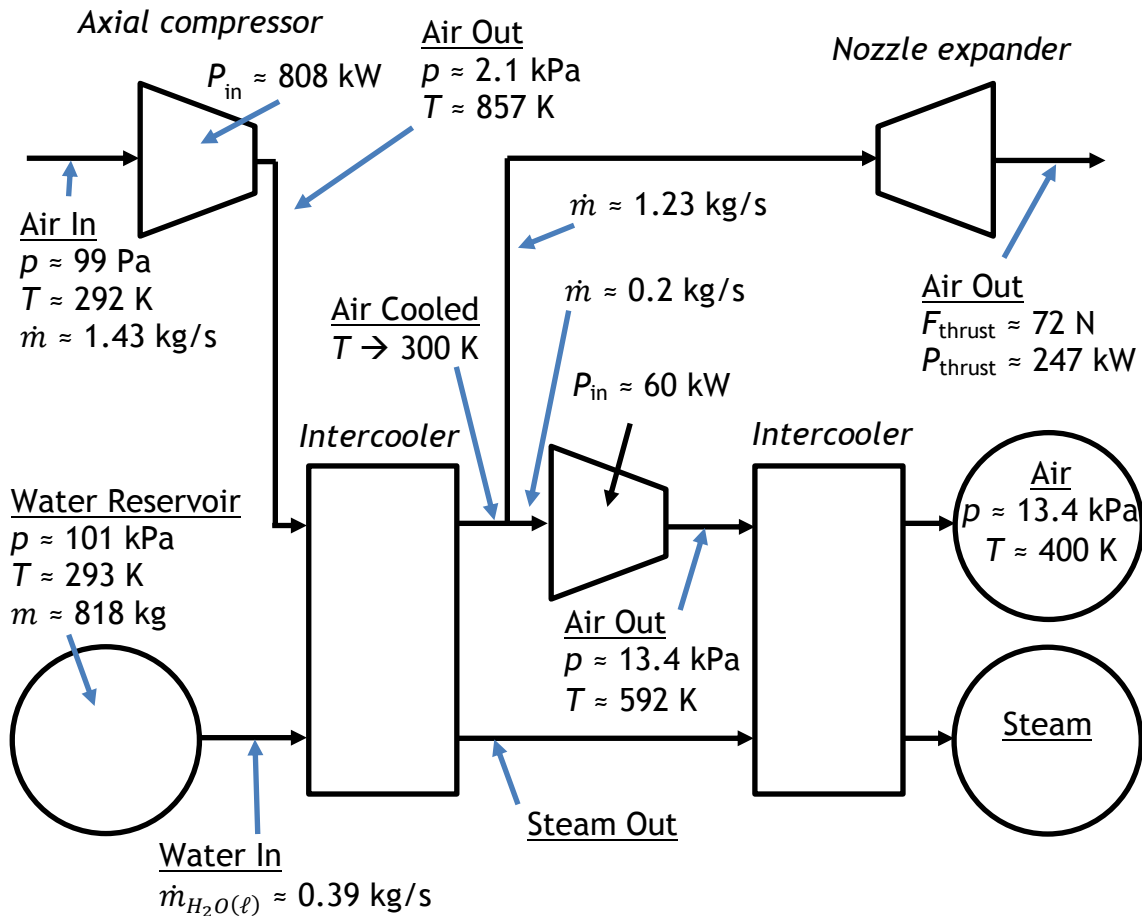 Axial compressor
P_in ≈ 808 kW
Air Out
p ≈ 2.1 kPa
T ≈ 857 K
Nozzle expander
Air In
p ≈ 99 Pa
T ≈ 292 K
ṁ ≈ 1.43 kg/s
ṁ ≈ 1.23 kg/s
ṁ ≈ 0.2 kg/s
Air Cooled
T → 300 K
Air Out
F_thrust ≈ 72 N
P_thrust ≈ 247 kW
P_in ≈ 60 kW
Intercooler
Intercooler
Water Reservoir
p ≈ 101 kPa
T ≈ 293 K
m ≈ 818 kg
Air
p ≈ 13.4 kPa
T ≈ 400 K
Air Out
p ≈ 13.4 kPa
T ≈ 592 K
Steam
Steam Out
Water In
ṁ_H₂O(ℓ) ≈ 0.39 kg/s